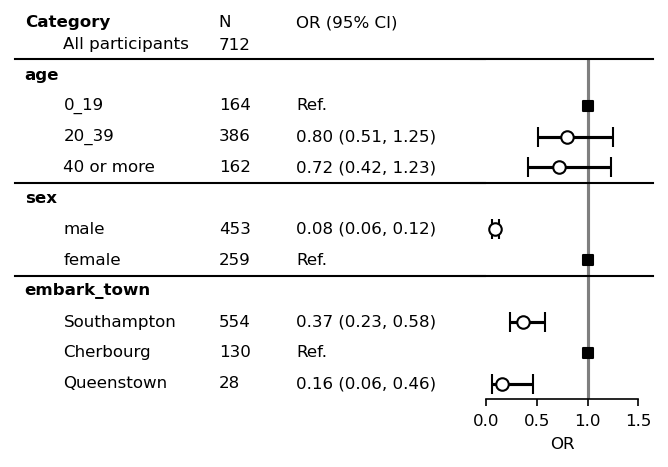 Category N OR (95% CI)
All participants 712
age
0_19 164 Ref.
20_39 386 0.80 (0.51, 1.25)
40 or more 162 0.72 (0.42, 1.23)
sex
male 453 0.08 (0.06, 0.12)
female 259 Ref.
embark_town
Southampton 554 0.37 (0.23, 0.58)
Cherbourg 130 Ref.
Queenstown 28 0.16 (0.06, 0.46)
0.0 0.5 1.0 1.5
OR